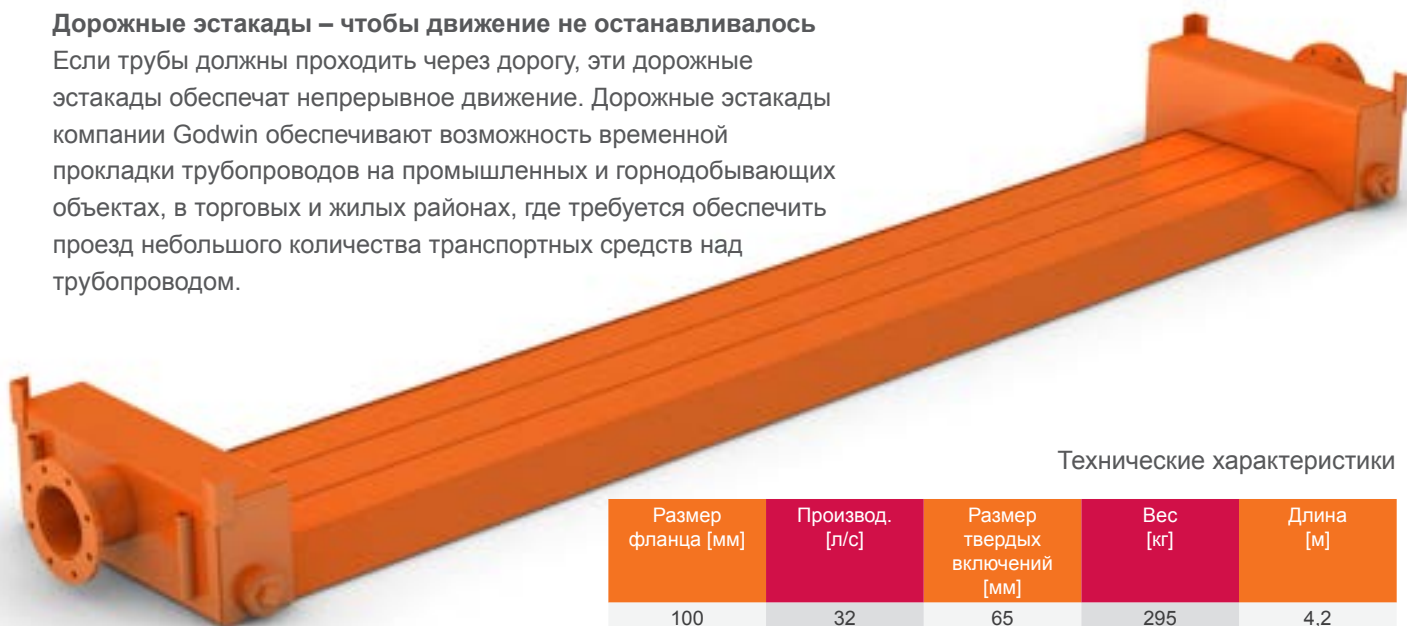 Дорожные эстакады – чтобы движение не останавливалось
Если трубы должны проходить через дорогу, эти дорожные
эстакады обеспечат непрерывное движение. Дорожные эстакады
компании Godwin обеспечивают возможность временной
прокладки трубопроводов на промышленных и горнодобывающих
объектах, в торговых и жилых районах, где требуется обеспечить
проезд небольшого количества транспортных средств над
трубопроводом.
Технические характеристики
Размер фланца [мм] Производ. [л/с] Размер твердых включений [мм] Вес [кг] Длина [м]
100 32 65 295 4,2